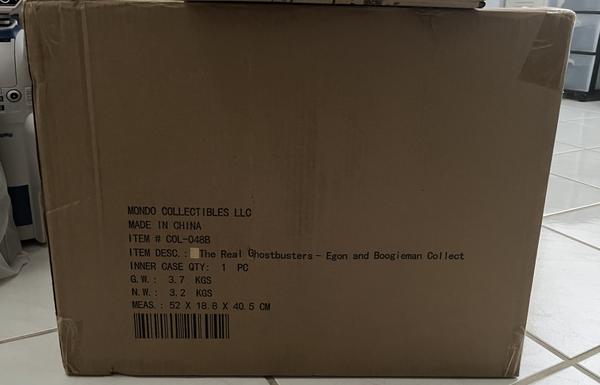 MONDO COLLECTIBLES LLC
MADE IN CHINA
ITEM # COL-048B
ITEM DESC.: The Real Ghostbusters - Egon and Boogieman Collect
INNER CASE QTY: 1 PC
G.W.: 3.7 KGS
N.W.: 3.2 KGS
MEAS.: 52 X 18.8 X 40.5 CM